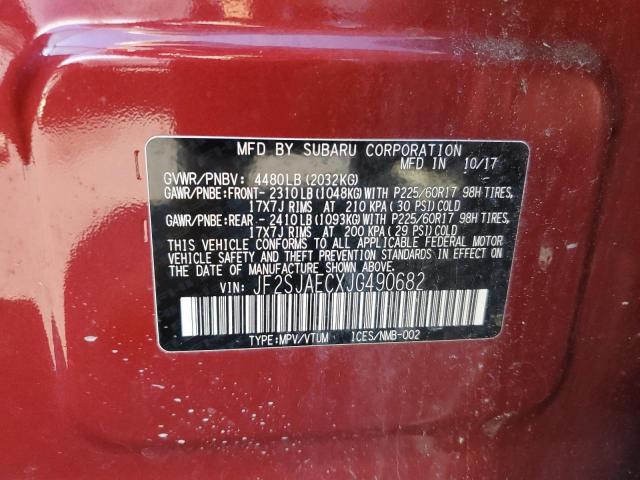 MFD BY SUBARU CORPORATION
MFD IN 10/17
GVWR/PNBV: 4480LB(2032KG)
GAWR/PNBE:FRONT- 2310LB(1048KG)WITH P225/60R17 98H TIRES,
17X7J RIMS AT 210 KPA(30 PSI)COLD
GAWR/PNBE:REAR - 2410LB(1093KG)WITH P225/60R17 98H TIRES,
17X7J RIMS AT 200 KPA(29 PSI)COLD
THIS VEHICLE CONFORMS TO ALL APPLICABLE FEDERAL MOTOR
VEHICLE SAFETY AND THEFT PREVENTION STANDARDS IN EFFECT ON
THE DATE OF MANUFACTURE SHOWN ABOVE.
VIN: JF2SJAECXJG490682
TYPE:MPV/VTUM ICES/NMB-002